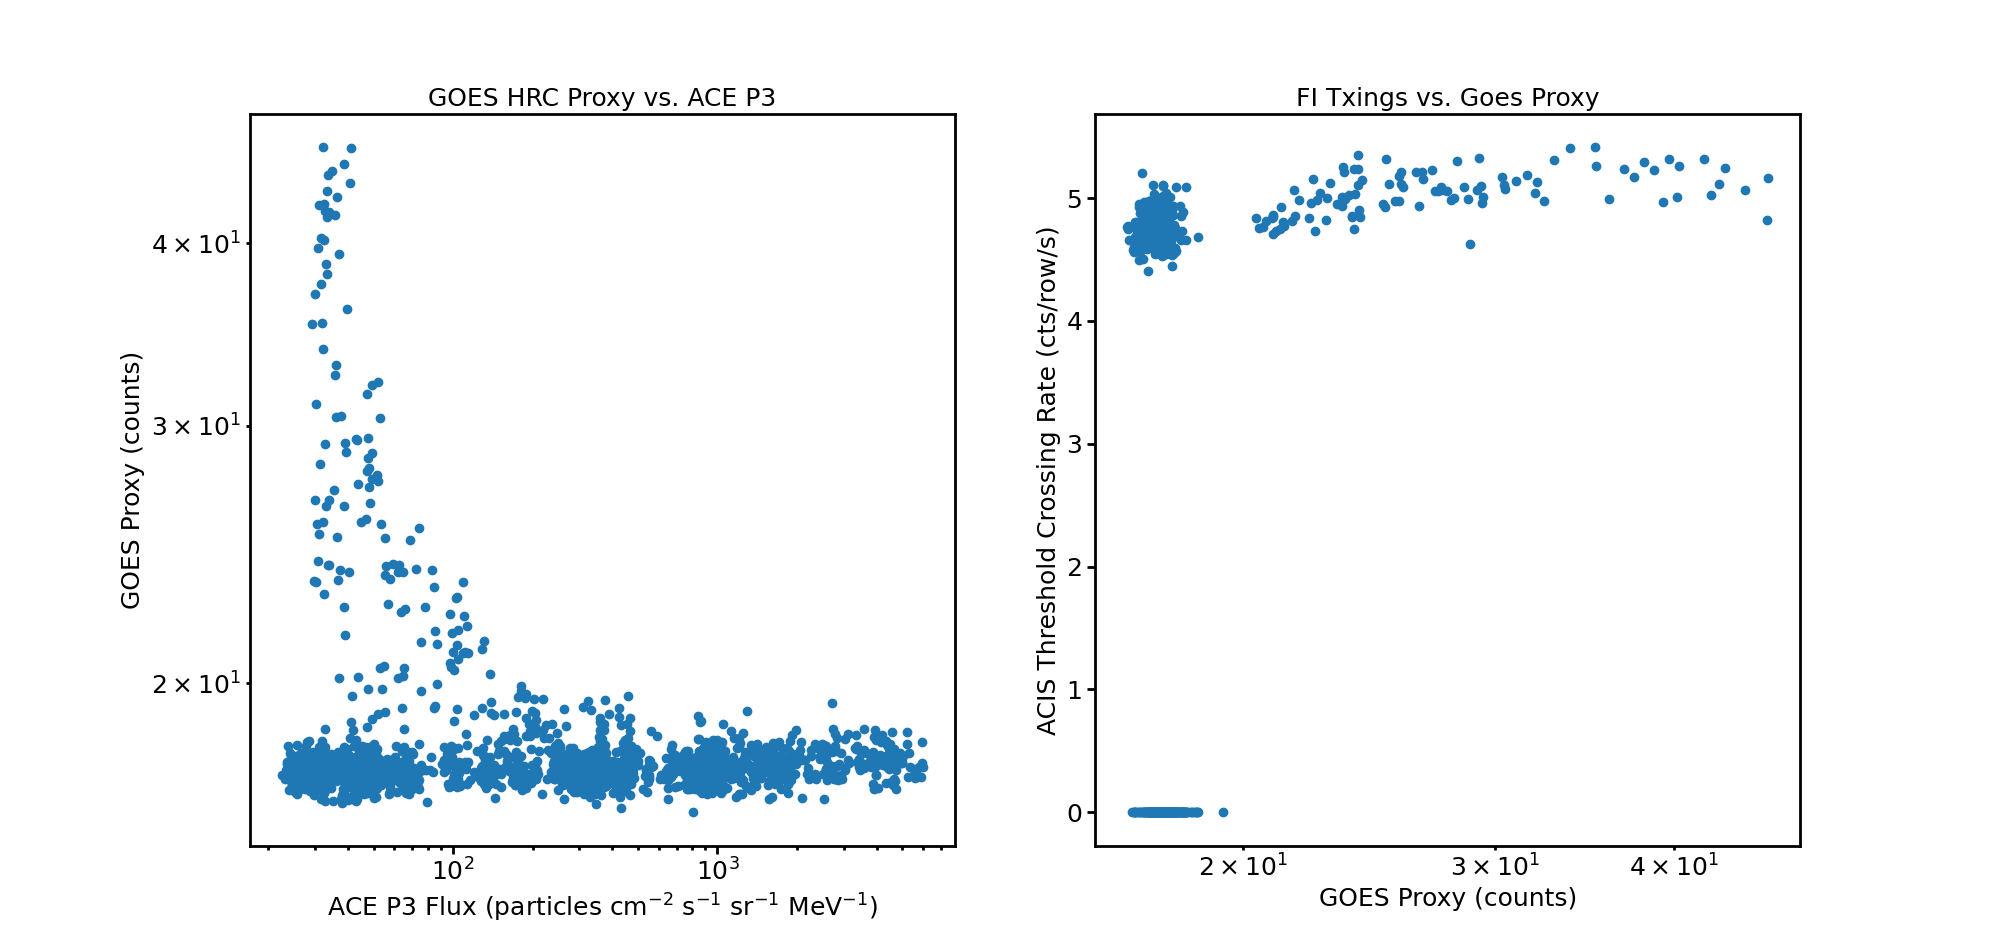 GOES HRC Proxy vs. ACE P3
GOES Proxy (counts)
4 × 10¹
3 × 10¹
2 × 10¹
10² 10³
ACE P3 Flux (particles cm⁻² s⁻¹ sr⁻¹ MeV⁻¹)
FI Txings vs. Goes Proxy
ACIS Threshold Crossing Rate (cts/row/s)
5
4
3
2
1
0
2 × 10¹ 3 × 10¹ 4 × 10¹
GOES Proxy (counts)